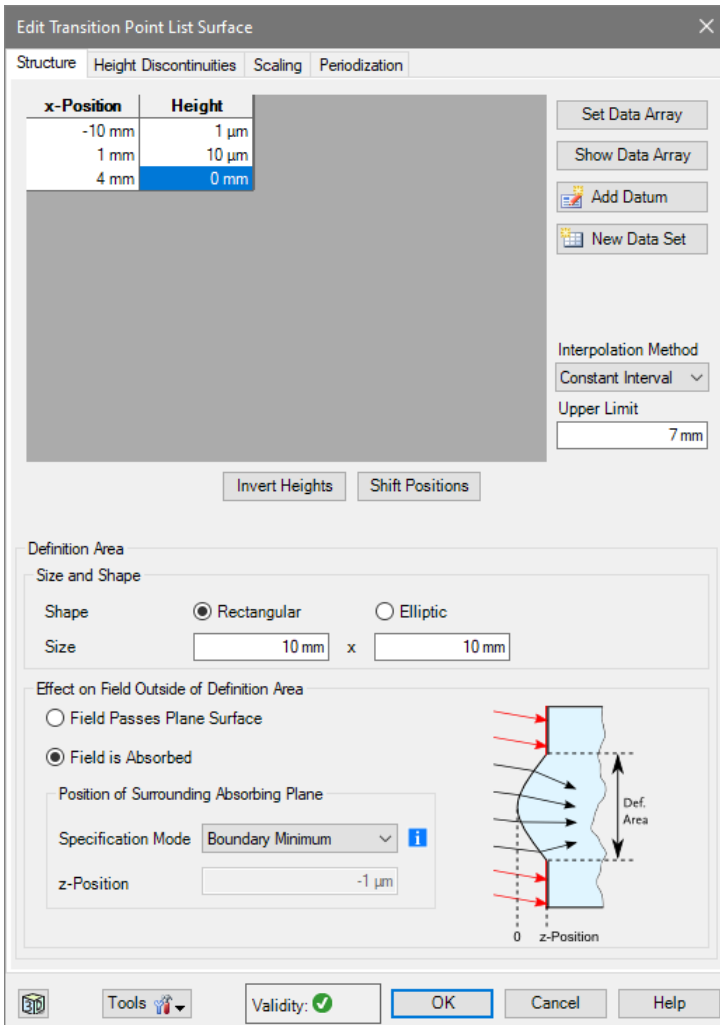 Edit Transition Point List Surface
Structure Height Discontinuities Scaling Periodization
x-Position Height
-10 mm 1 µm
1 mm 10 µm
4 mm 0 mm
Set Data Array
Show Data Array
Add Datum
New Data Set
Interpolation Method
Constant Interval
Upper Limit
7 mm
Invert Heights Shift Positions
Definition Area
Size and Shape
Shape Rectangular Elliptic
Size 10 mm x 10 mm
Effect on Field Outside of Definition Area
Field Passes Plane Surface
Field is Absorbed
Position of Surrounding Absorbing Plane
Specification Mode Boundary Minimum i
z-Position -1 µm
Def.
Area
0 z-Position
3D Tools Validity: OK Cancel Help